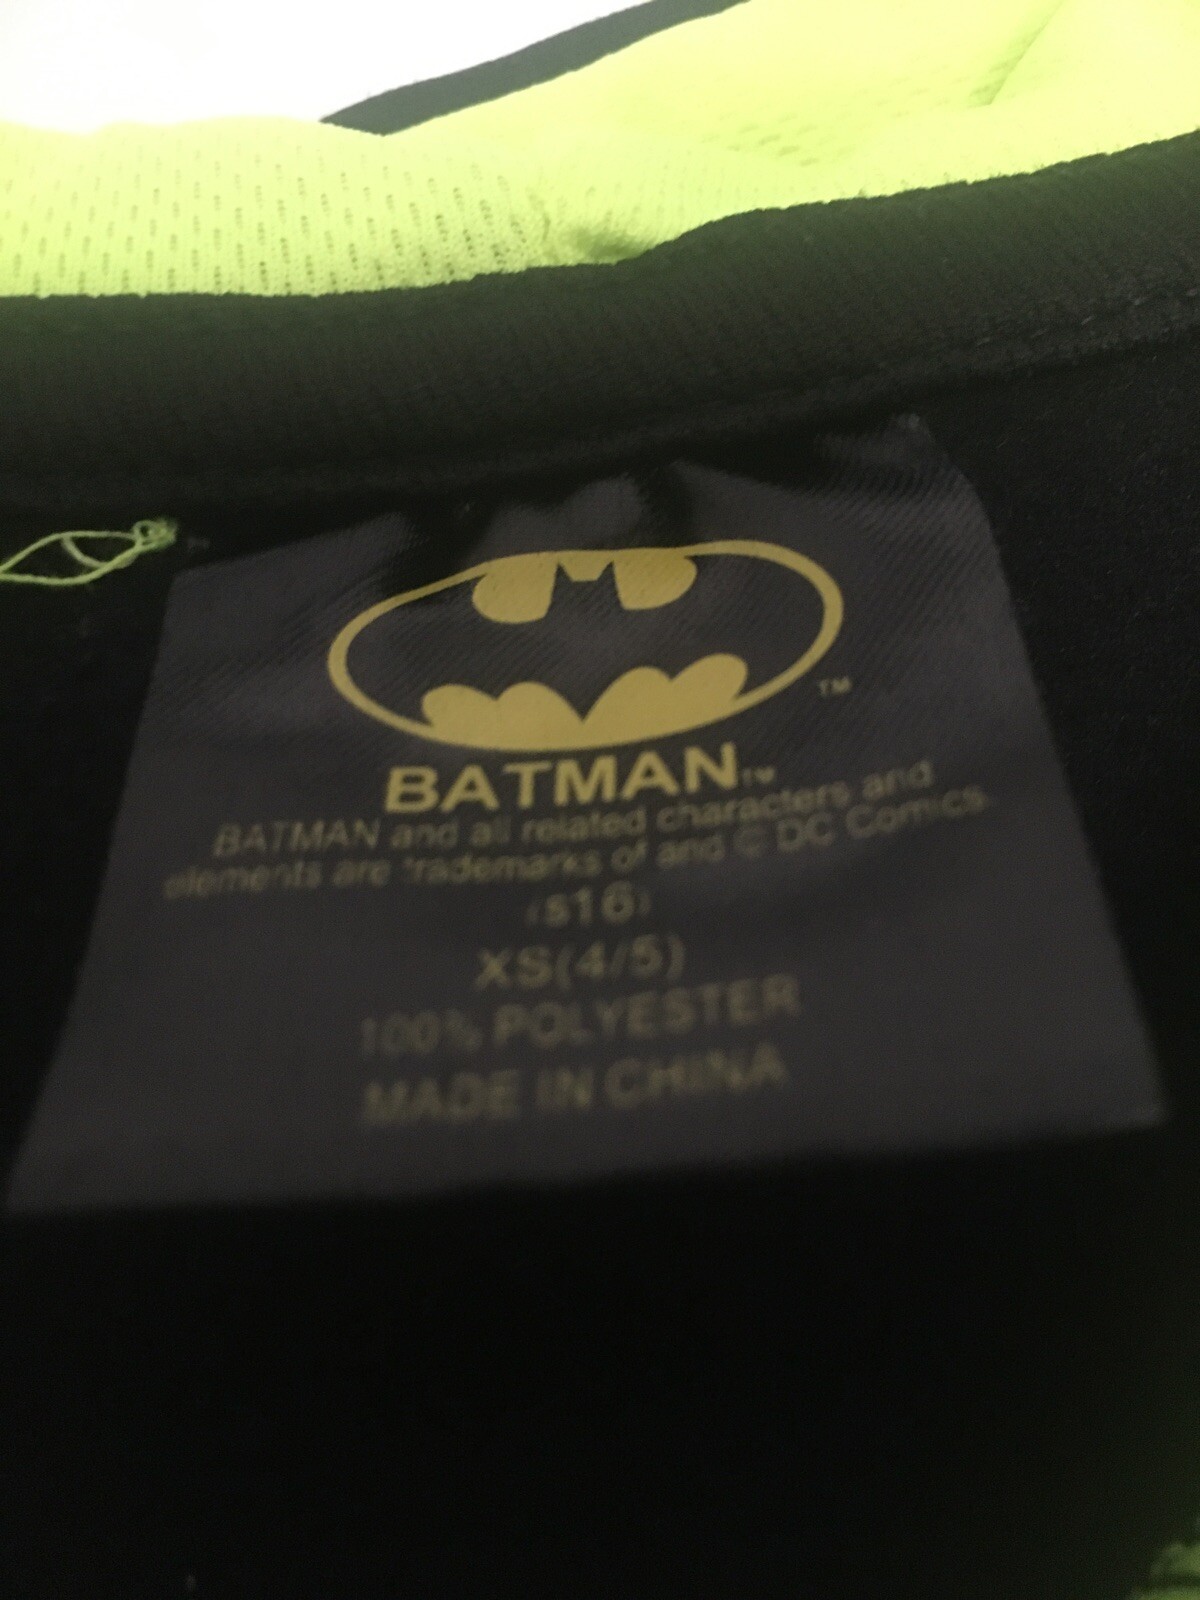 TM
BATMAN™
BATMAN and all related characters and
elements are trademarks of and © DC Comics.
(s16)
XS(4/5)
100% POLYESTER
MADE IN CHINA